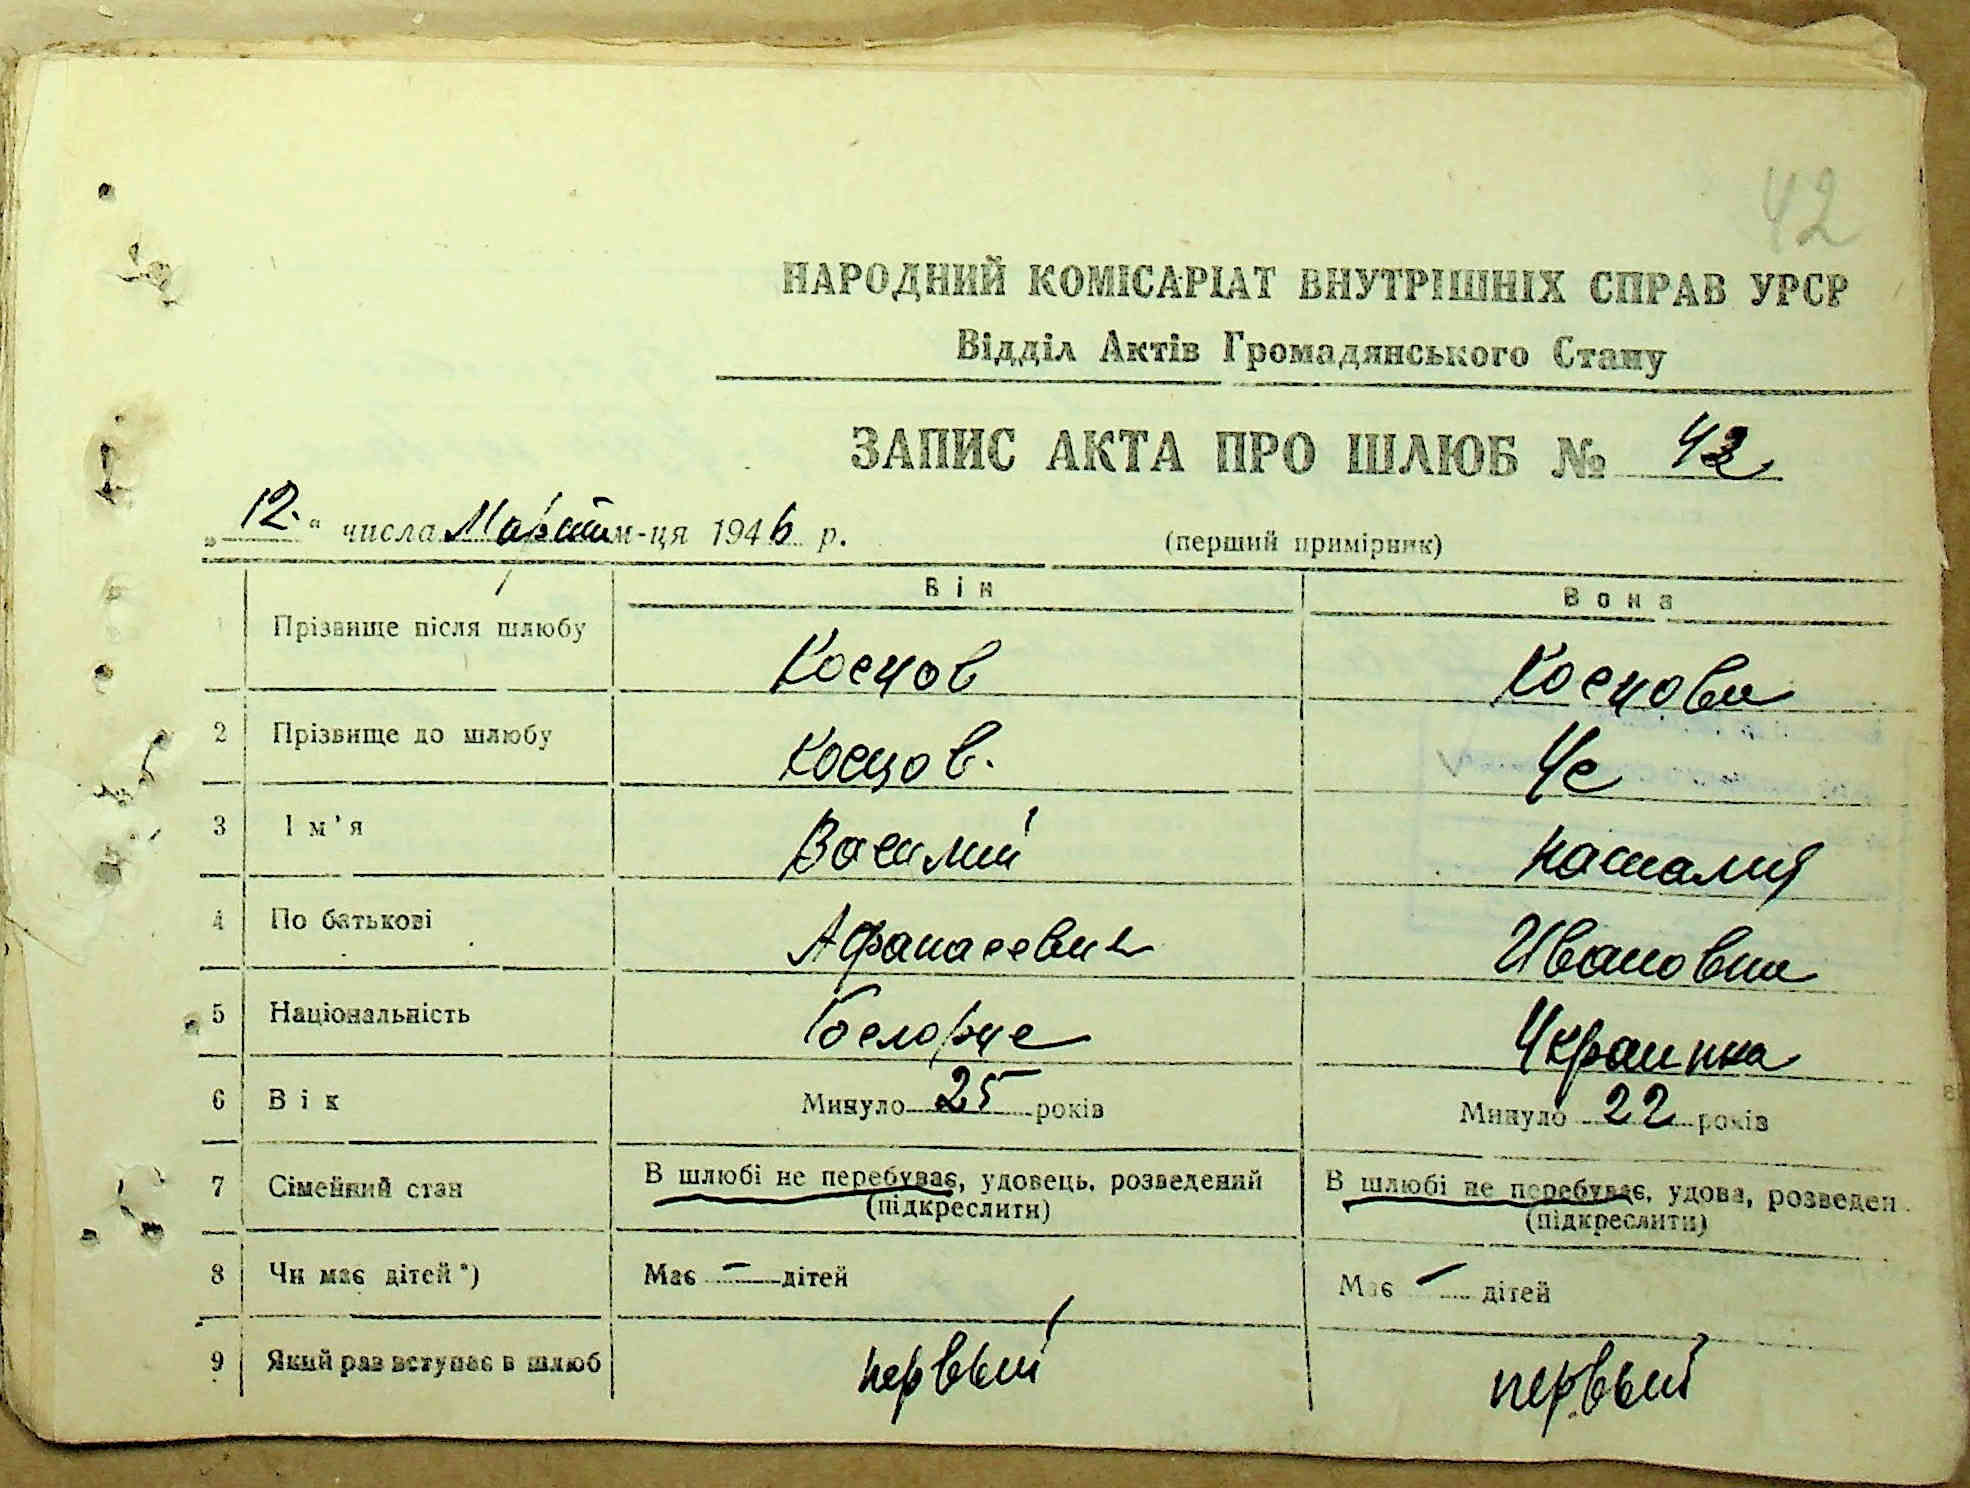 42
НАРОДНИЙ КОМІСАРІАТ ВНУТРІШНІХ СПРАВ УРСР
Відділ Актів Громадянського Стану
ЗАПИС АКТА ПРО ШЛЮБ № 42
„12.“ числа Марта м-ця 1946 р.
(перший примірник)
Він Вона
1 Прізвище після шлюбу Косцов Косцова
2 Прізвище до шлюбу Косцов. Че
3 Ім'я Василий Наталия
4 По батькові Афанасевич Ивановна
5 Національність Белорус Украинка
6 Вік Минуло 25 років Минуло 22 років
7 Сімейний стан В шлюбі не перебуває, удовець, розведений В шлюбі не перебуває, удова, розведен
(підкреслити) (підкреслити)
8 Чи має дітей*) Має — дітей Має — дітей
9 Який раз вступає в шлюб первый первый